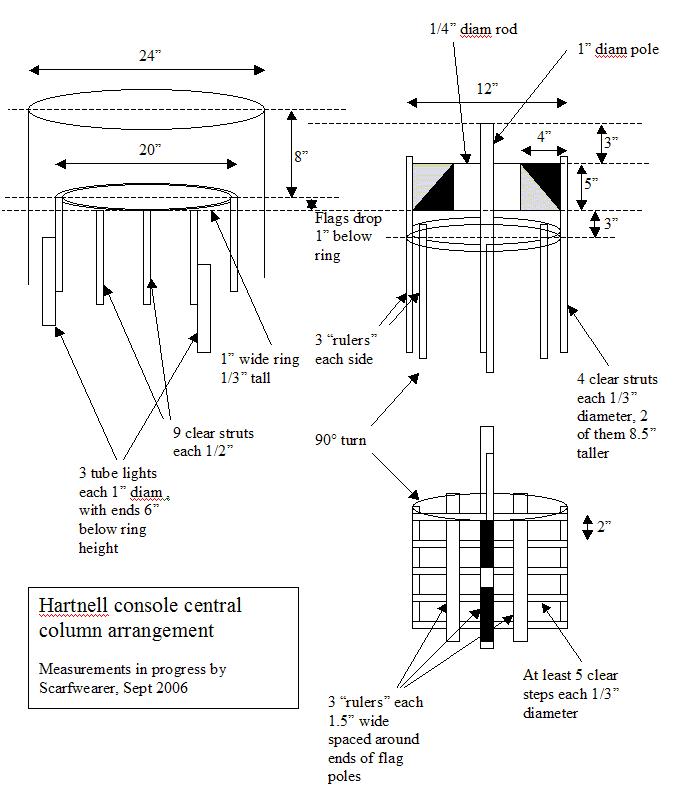 24”
20”
8”
Flags drop
1” below
ring
1” wide ring
1/3” tall
9 clear struts
each 1/2”
3 tube lights
each 1” diam ,
with ends 6”
below ring
height
1/4” diam rod
1” diam pole
12”
4”
3”
5”
3”
3 “rulers”
each side
4 clear struts
each 1/3”
diameter, 2
of them 8.5”
taller
90° turn
2”
At least 5 clear
steps each 1/3”
diameter
3 “rulers” each
1.5” wide
spaced around
ends of flag
poles
Hartnell console central
column arrangement
Measurements in progress by
Scarfwearer, Sept 2006